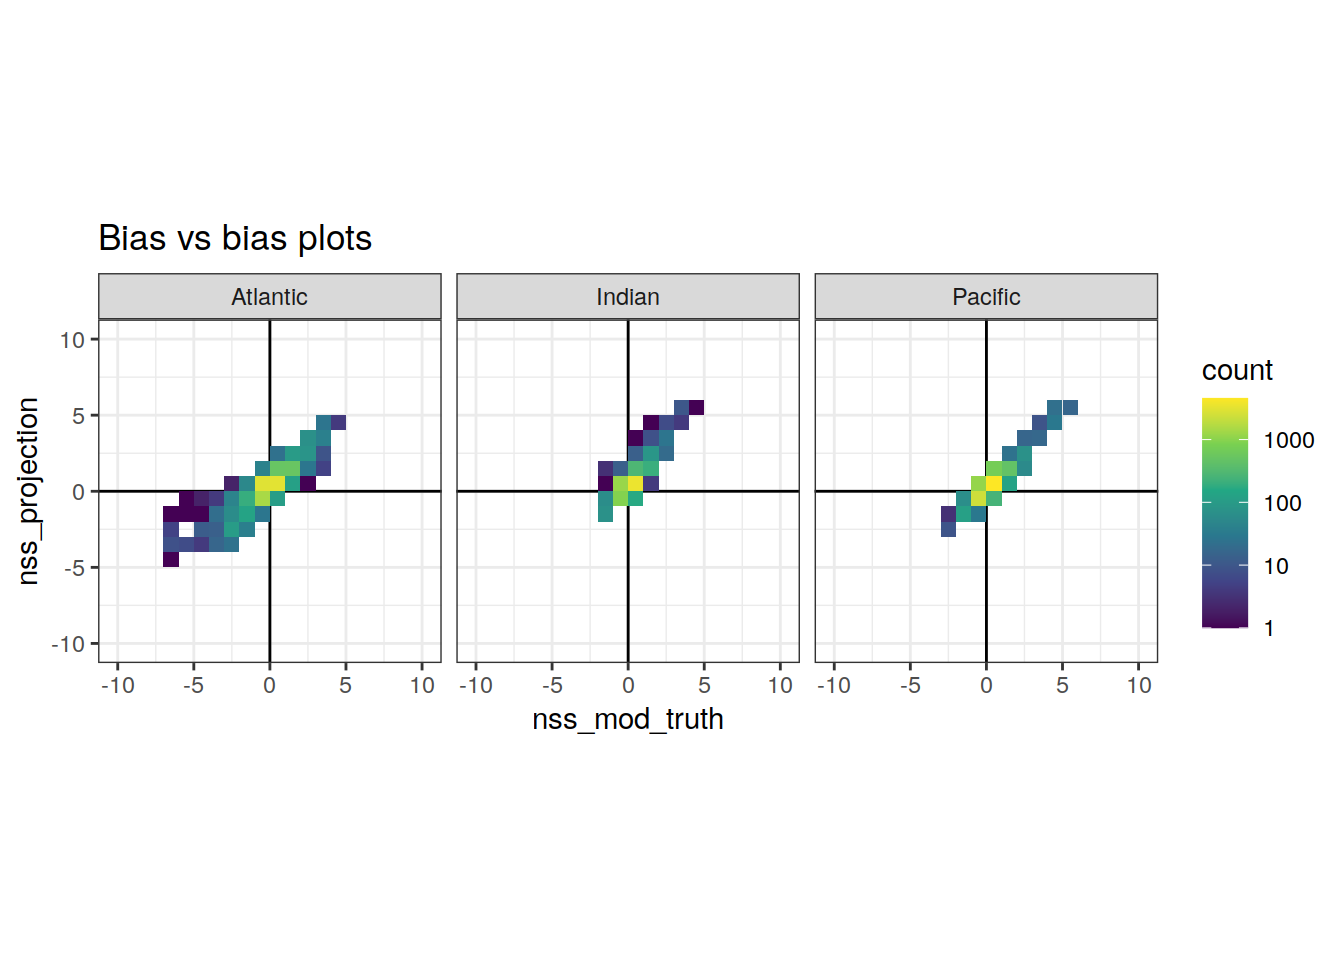 Bias vs bias plots
Atlantic Indian Pacific
10
5
0
-5
-10
nss_projection
-10 -5 0 5 10 -10 -5 0 5 10 -10 -5 0 5 10
nss_mod_truth
count
1000
100
10
1